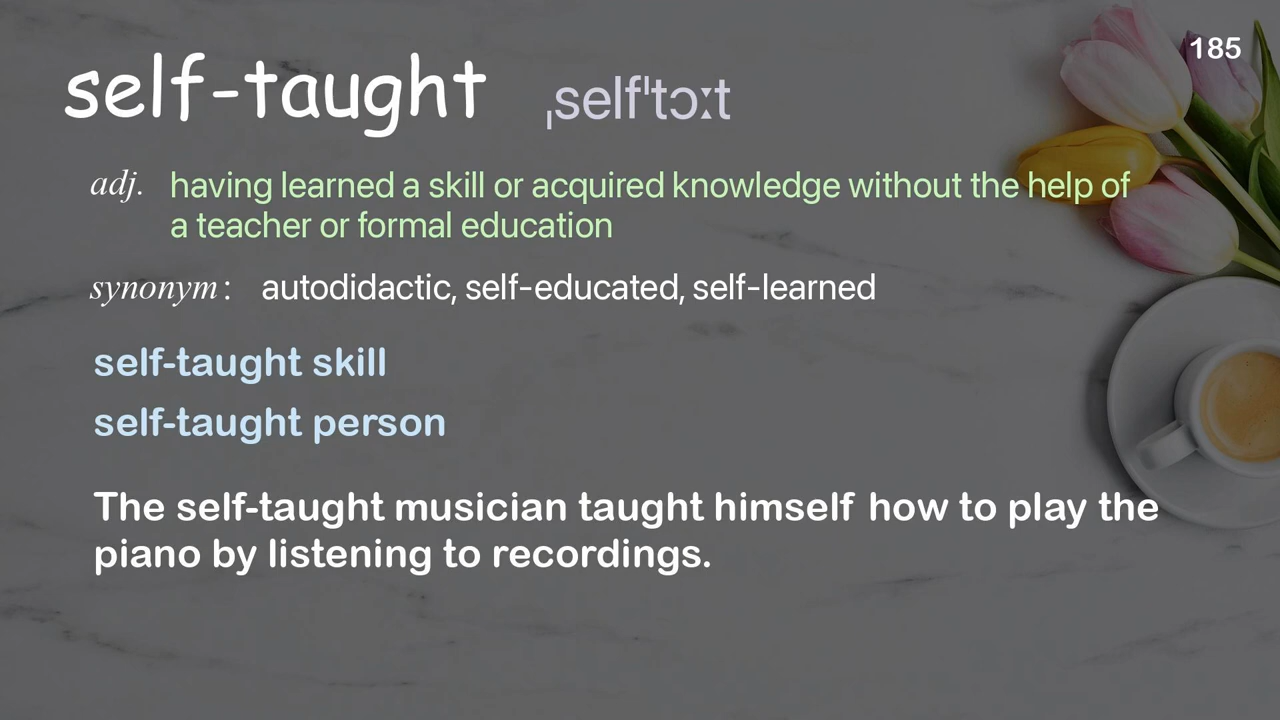 185
self-taught ˌselfˈtɔːt
adj. having learned a skill or acquired knowledge without the help of
a teacher or formal education
synonym: autodidactic, self-educated, self-learned
self-taught skill
self-taught person
The self-taught musician taught himself how to play the
piano by listening to recordings.